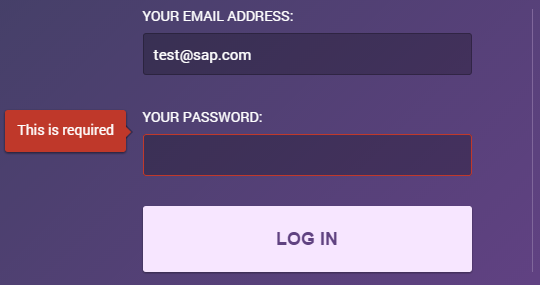 YOUR EMAIL ADDRESS:
test@sap.com
YOUR PASSWORD:
This is required
LOG IN